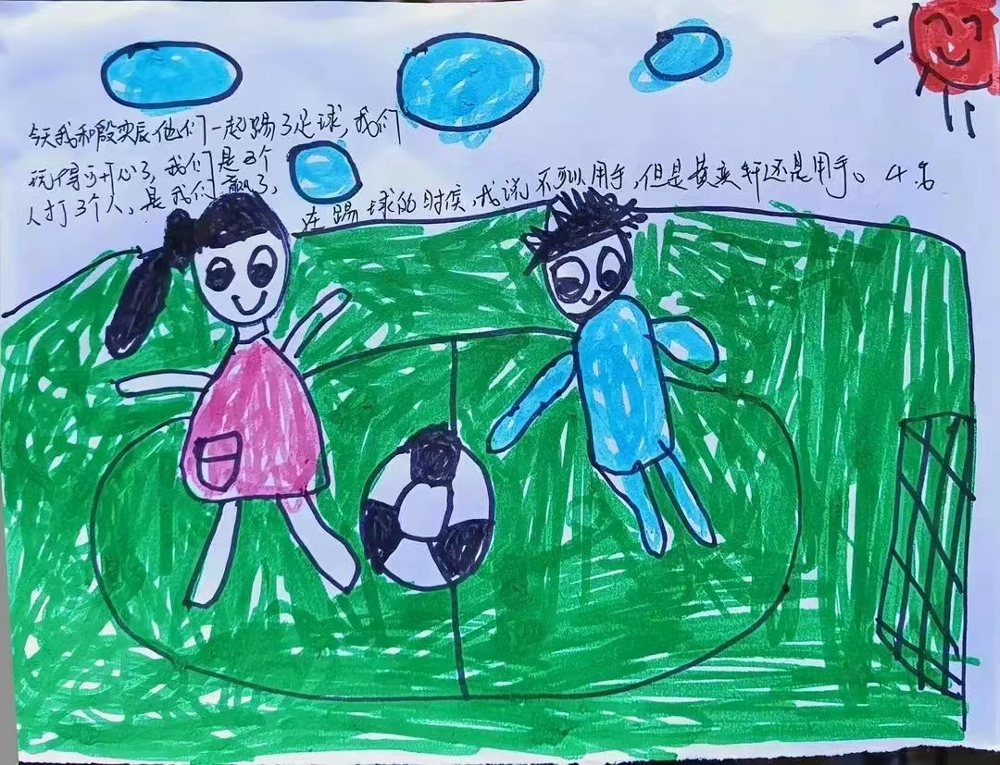 今天我和殷奕辰他们一起踢了足球,我们
玩得可开心了,我们是3个
人打3个人,是我们赢了,
在踢球的时候,我说不可以用手,但是黄奕轩还是用手。